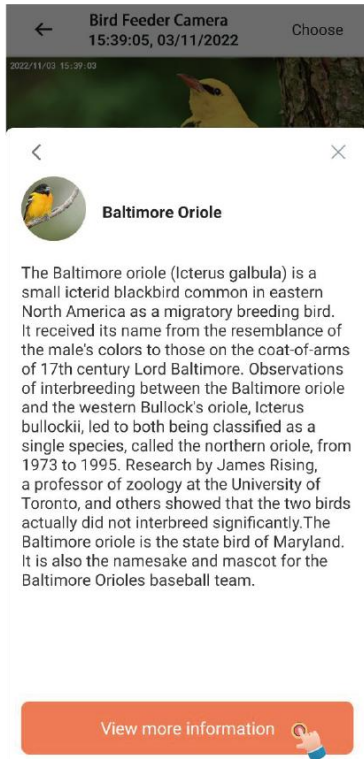 Bird Feeder Camera
15:39:05, 03/11/2022
Choose
2022/11/03 15:39:03
Baltimore Oriole
The Baltimore oriole (Icterus galbula) is a
small icterid blackbird common in eastern
North America as a migratory breeding bird.
It received its name from the resemblance of
the male's colors to those on the coat-of-arms
of 17th century Lord Baltimore. Observations
of interbreeding between the Baltimore oriole
and the western Bullock's oriole, Icterus
bullockii, led to both being classified as a
single species, called the northern oriole, from
1973 to 1995. Research by James Rising,
a professor of zoology at the University of
Toronto, and others showed that the two birds
actually did not interbreed significantly.The
Baltimore oriole is the state bird of Maryland.
It is also the namesake and mascot for the
Baltimore Orioles baseball team.
View more information